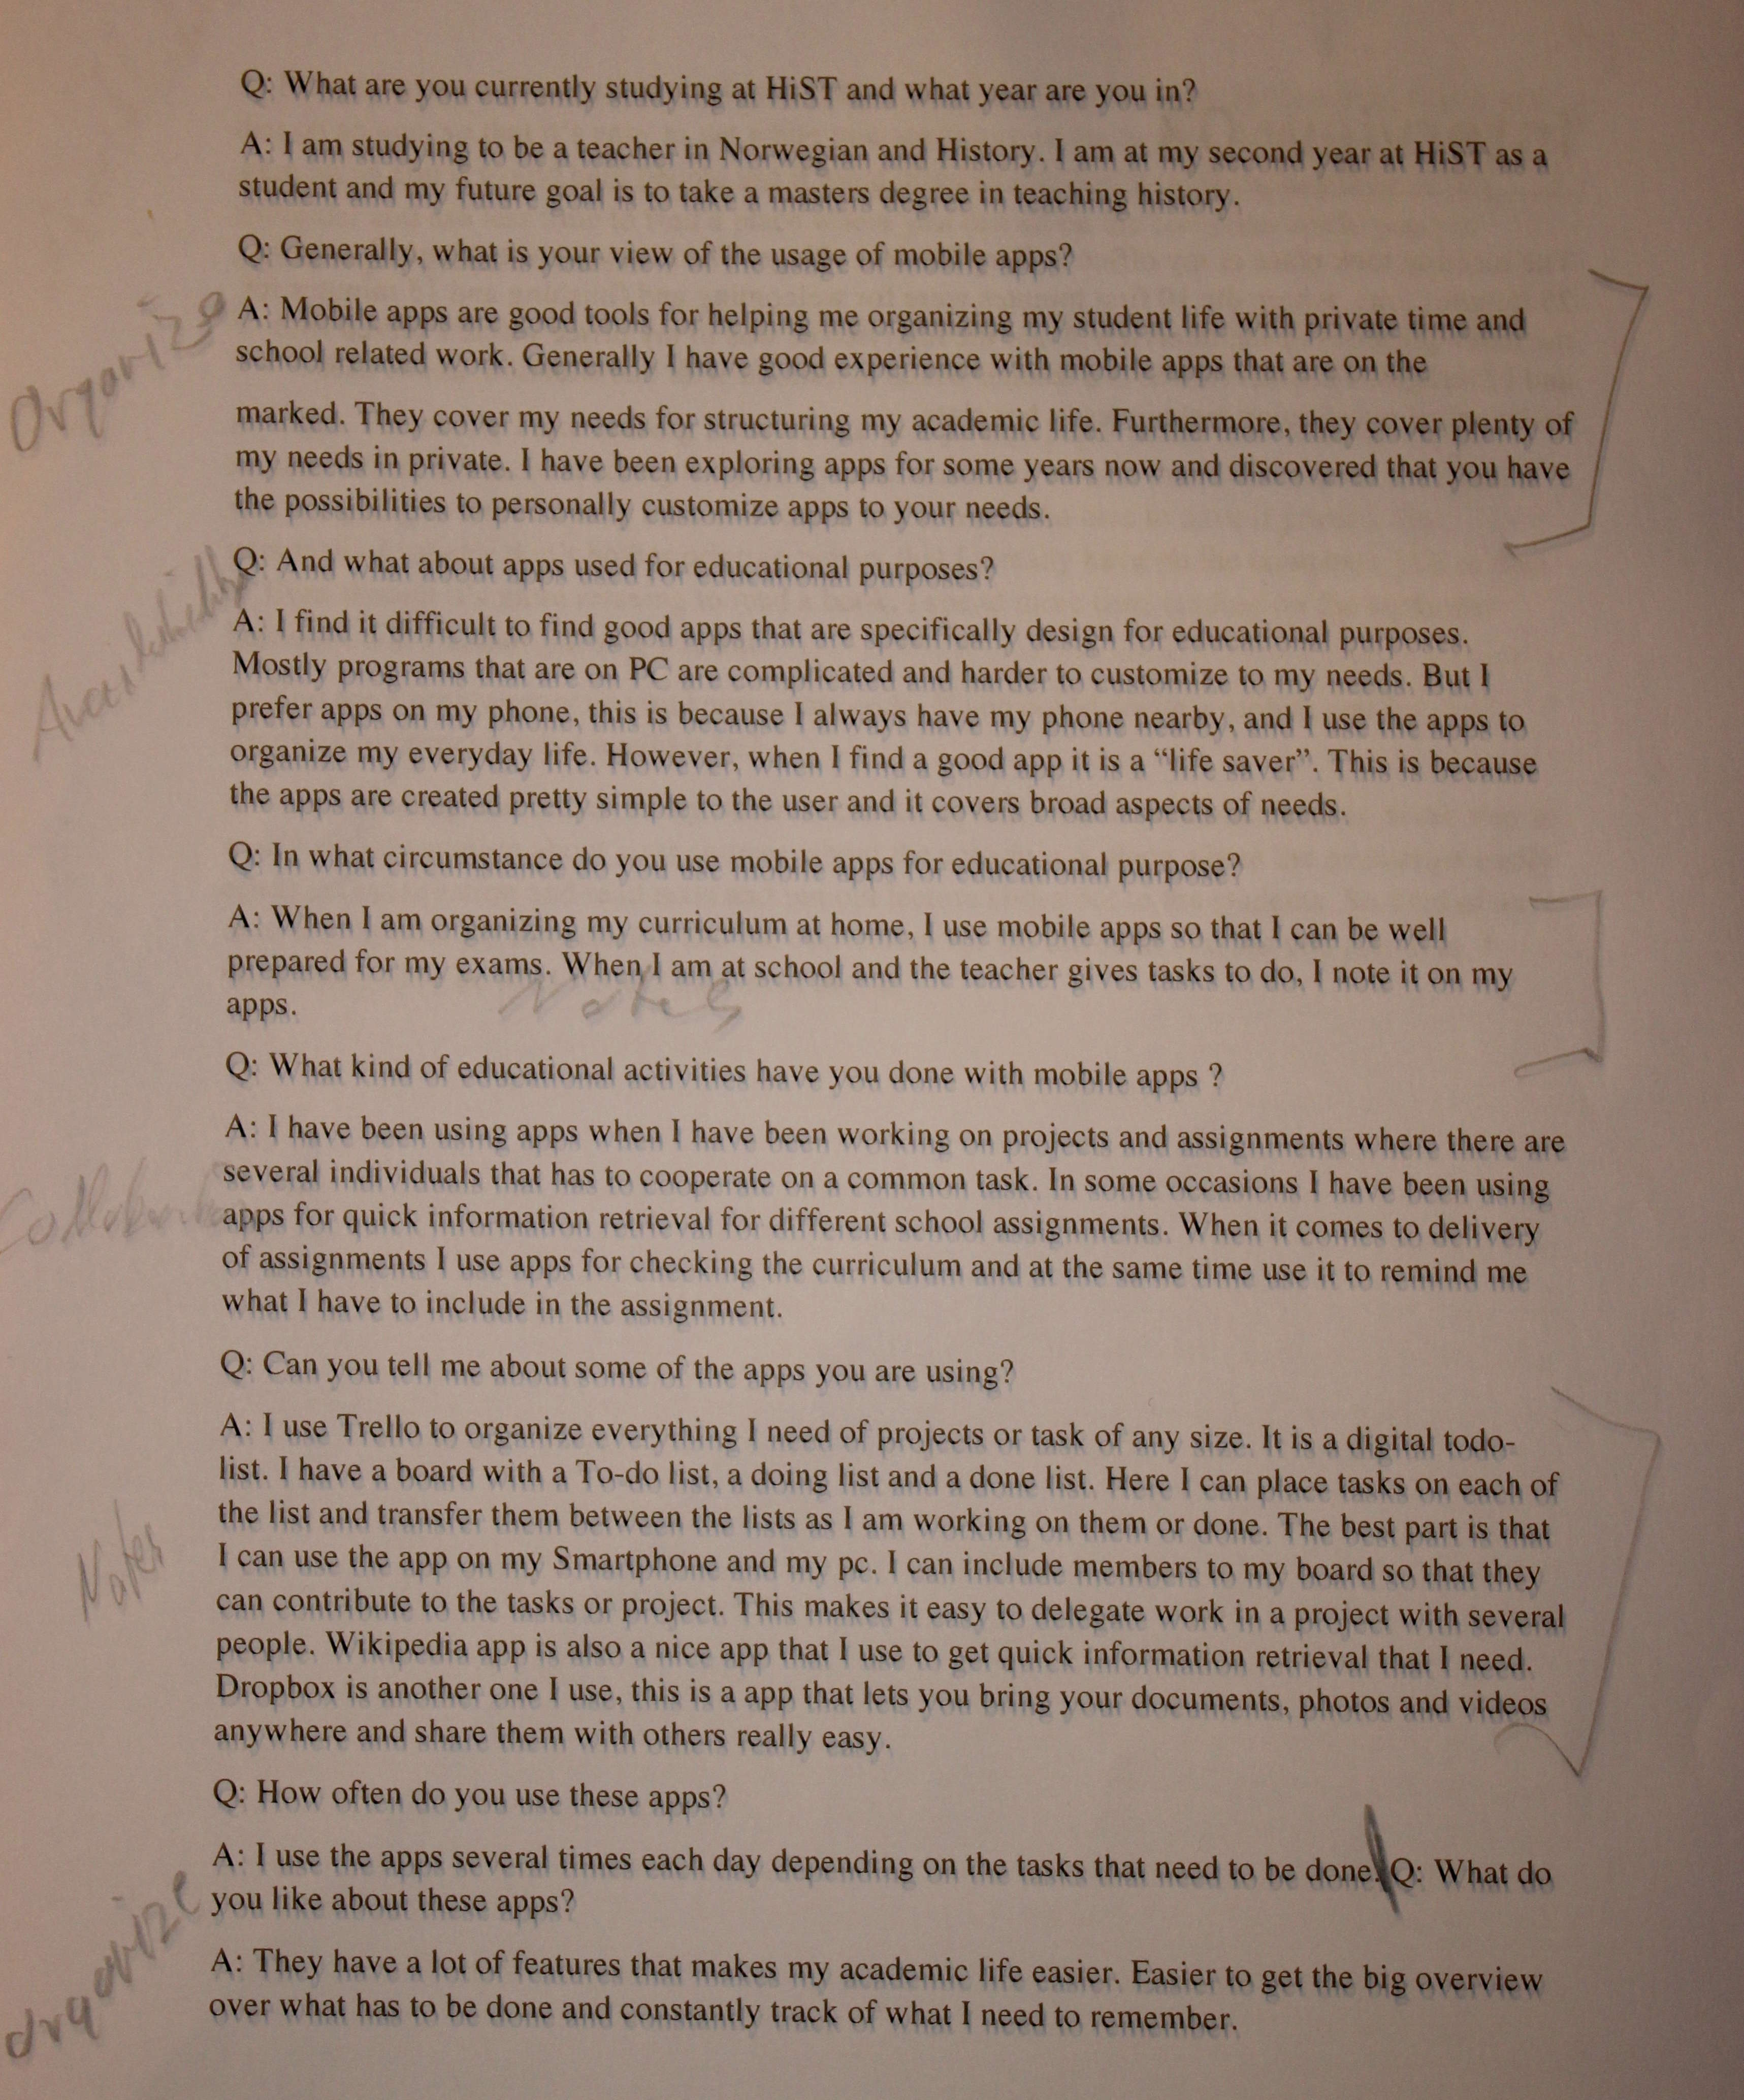 Q: What are you currently studying at HiST and what year are you in?
A: I am studying to be a teacher in Norwegian and History. I am at my second year at HiST as a
student and my future goal is to take a masters degree in teaching history.
Q: Generally, what is your view of the usage of mobile apps?
Organize
A: Mobile apps are good tools for helping me organizing my student life with private time and
school related work. Generally I have good experience with mobile apps that are on the
marked. They cover my needs for structuring my academic life. Furthermore, they cover plenty of
my needs in private. I have been exploring apps for some years now and discovered that you have
the possibilities to personally customize apps to your needs.
Q: And what about apps used for educational purposes?
A: I find it difficult to find good apps that are specifically design for educational purposes.
Mostly programs that are on PC are complicated and harder to customize to my needs. But I
prefer apps on my phone, this is because I always have my phone nearby, and I use the apps to
organize my everyday life. However, when I find a good app it is a “life saver”. This is because
the apps are created pretty simple to the user and it covers broad aspects of needs.
Q: In what circumstance do you use mobile apps for educational purpose?
A: When I am organizing my curriculum at home, I use mobile apps so that I can be well
prepared for my exams. When I am at school and the teacher gives tasks to do, I note it on my
apps.
Notes
Q: What kind of educational activities have you done with mobile apps ?
A: I have been using apps when I have been working on projects and assignments where there are
several individuals that has to cooperate on a common task. In some occasions I have been using
apps for quick information retrieval for different school assignments. When it comes to delivery
of assignments I use apps for checking the curriculum and at the same time use it to remind me
what I have to include in the assignment.
Q: Can you tell me about some of the apps you are using?
A: I use Trello to organize everything I need of projects or task of any size. It is a digital todo-
list. I have a board with a To-do list, a doing list and a done list. Here I can place tasks on each of
the list and transfer them between the lists as I am working on them or done. The best part is that
Notes
I can use the app on my Smartphone and my pc. I can include members to my board so that they
can contribute to the tasks or project. This makes it easy to delegate work in a project with several
people. Wikipedia app is also a nice app that I use to get quick information retrieval that I need.
Dropbox is another one I use, this is a app that lets you bring your documents, photos and videos
anywhere and share them with others really easy.
Q: How often do you use these apps?
A: I use the apps several times each day depending on the tasks that need to be done. Q: What do
you like about these apps?
organize
A: They have a lot of features that makes my academic life easier. Easier to get the big overview
over what has to be done and constantly track of what I need to remember.